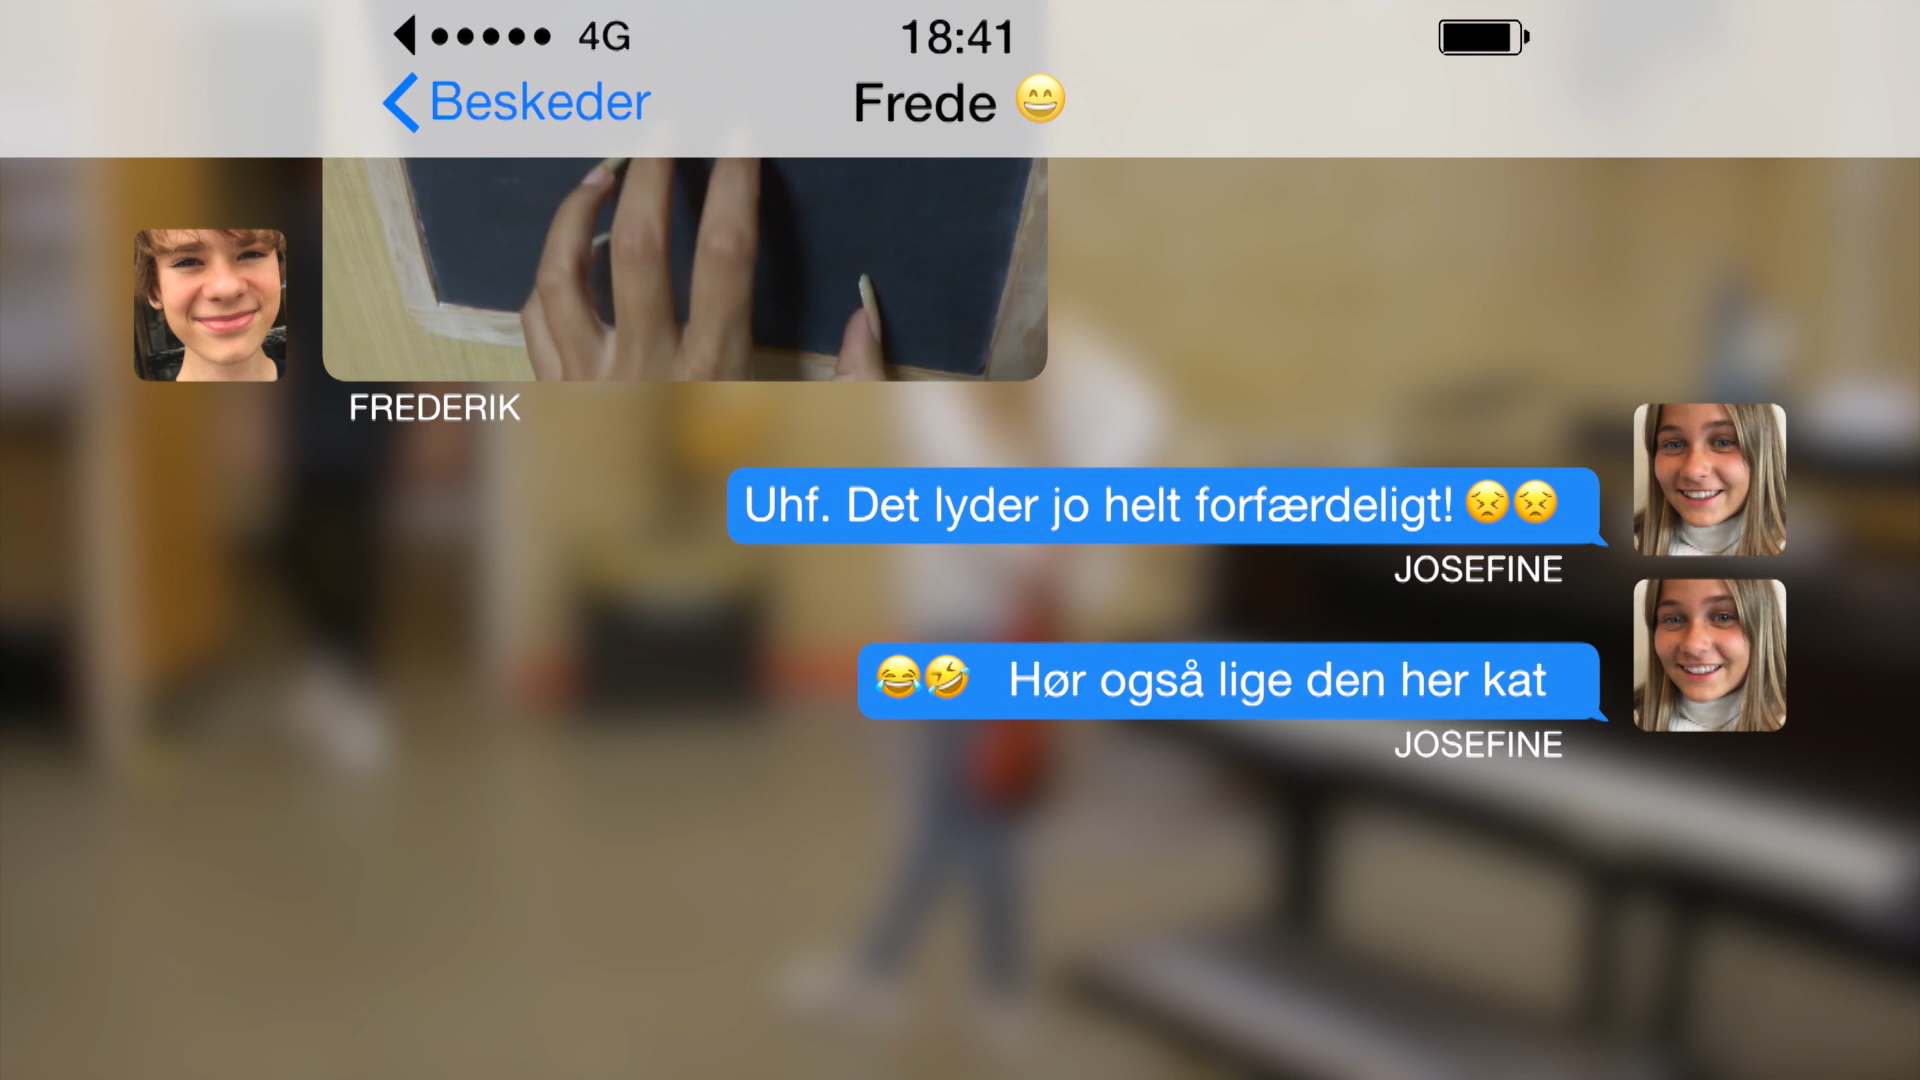 4G
18:41
Beskeder
Frede 😄
FREDERIK
Uhf. Det lyder jo helt forfærdeligt! 😣😣
JOSEFINE
😂🤣 Hør også lige den her kat
JOSEFINE